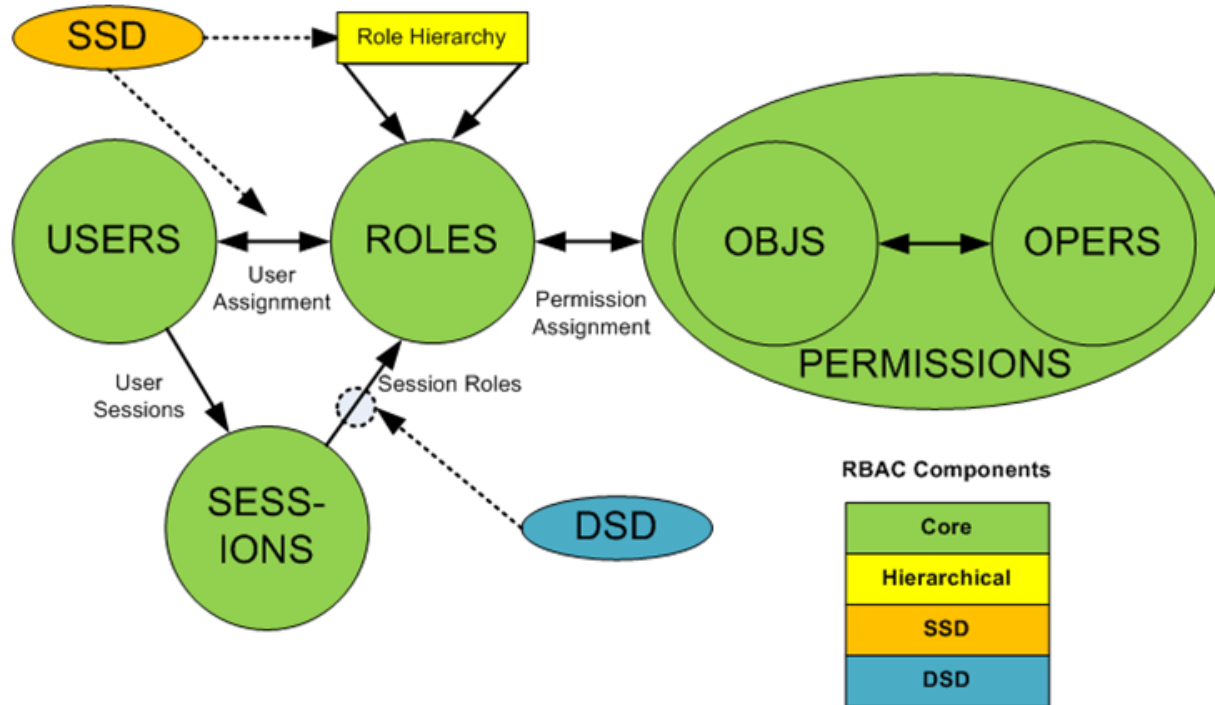 SSD
Role Hierarchy
USERS
ROLES
OBJS
OPERS
User
Assignment
Permission
Assignment
PERMISSIONS
User
Sessions
Session Roles
SESS-
IONS
DSD
RBAC Components
Core
Hierarchical
SSD
DSD